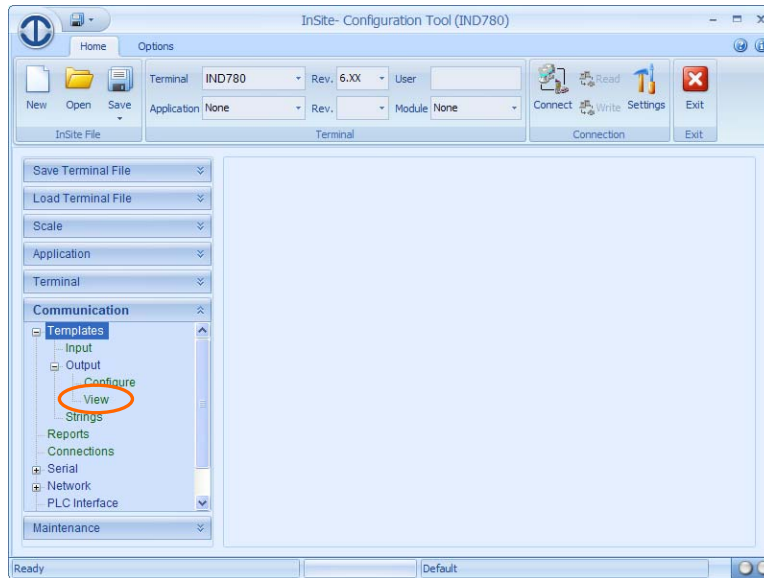 InSite- Configuration Tool (IND780)
Home Options
Terminal IND780 Rev. 6.XX User
Application None Rev. Module None
New Open Save
Connect Read Write Settings
Exit
InSite File Terminal Connection Exit
Save Terminal File
Load Terminal File
Scale
Application
Terminal
Communication
Templates
Input
Output
Configure
View
Strings
Reports
Connections
Serial
Network
PLC Interface
Maintenance
Ready Default